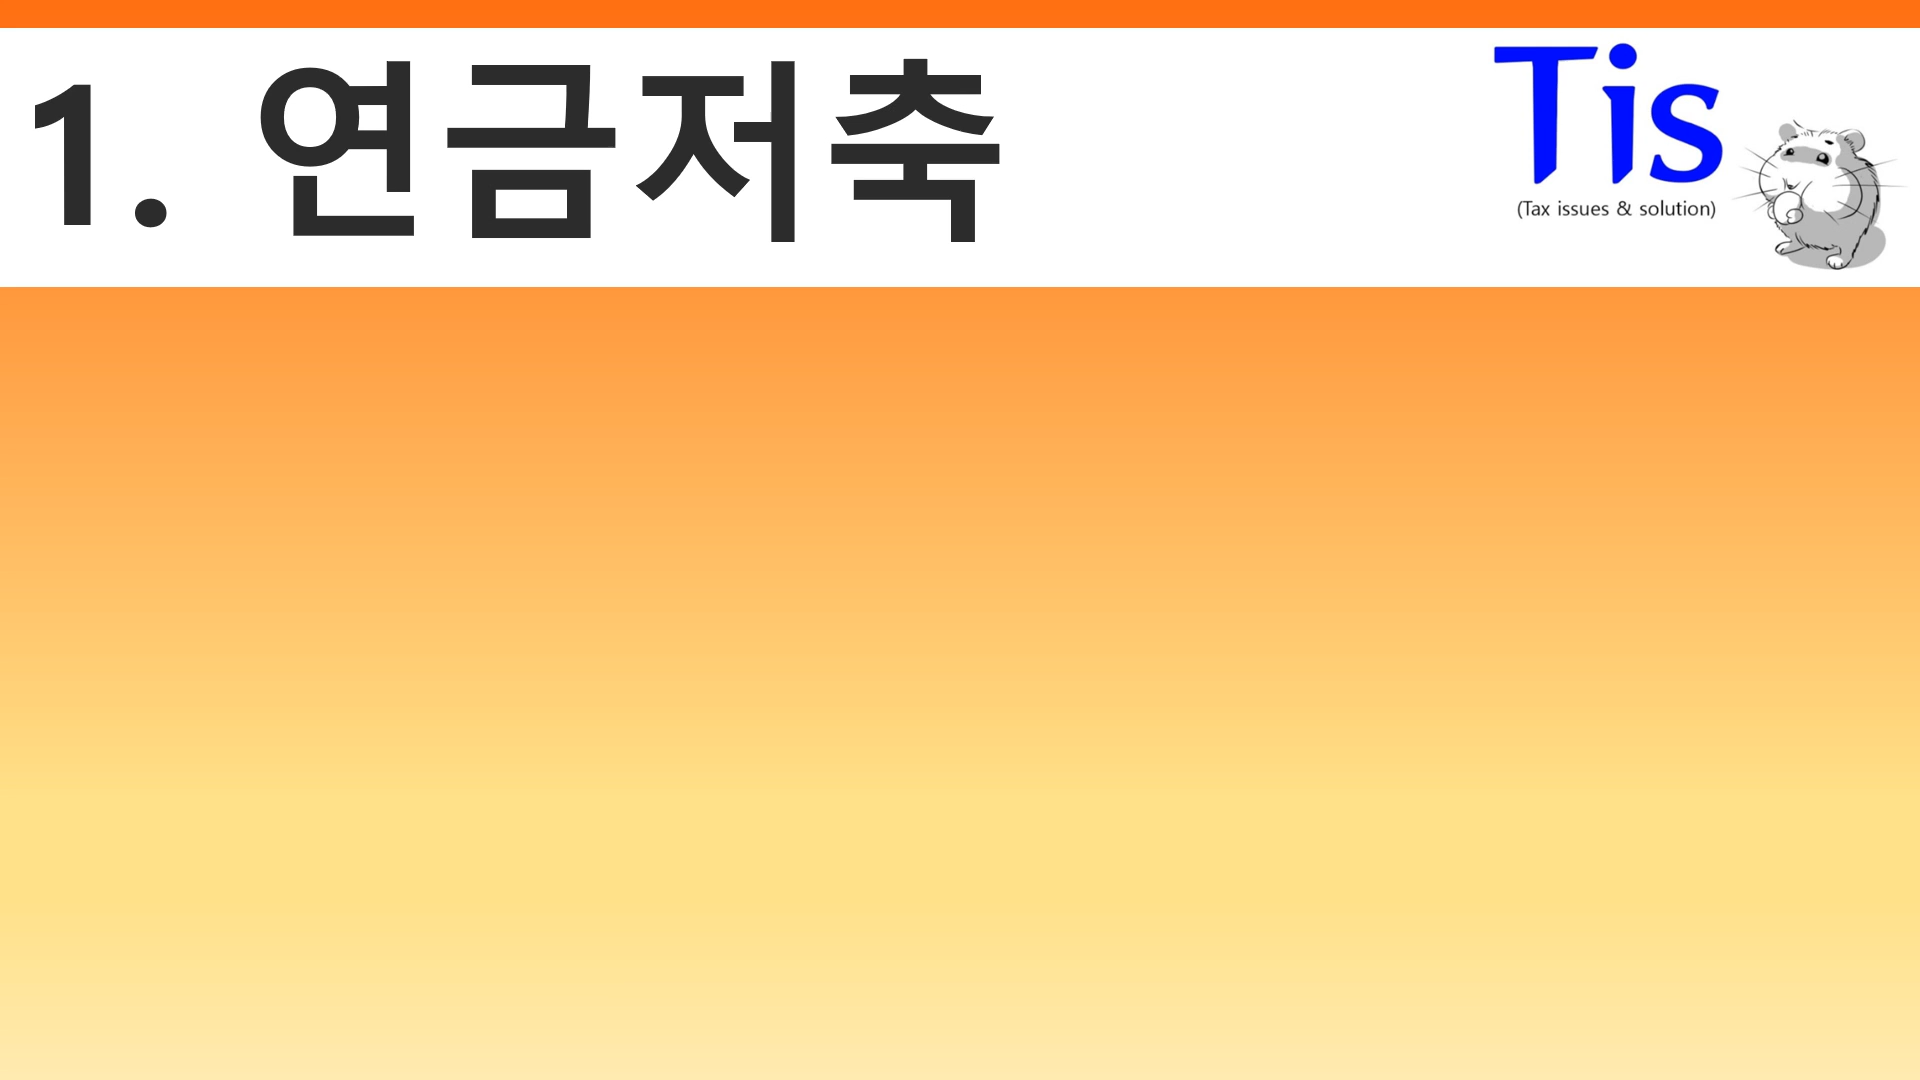 1. 연금저축
Tis
(Tax issues & solution)